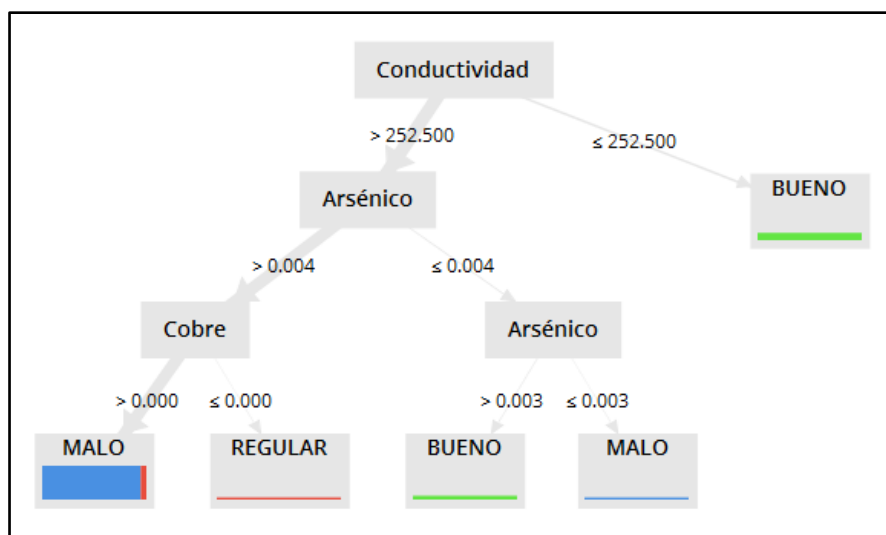 Conductividad
> 252.500
≤ 252.500
BUENO
Arsénico
> 0.004
≤ 0.004
Cobre
Arsénico
> 0.000
≤ 0.000
> 0.003
≤ 0.003
MALO
REGULAR
BUENO
MALO